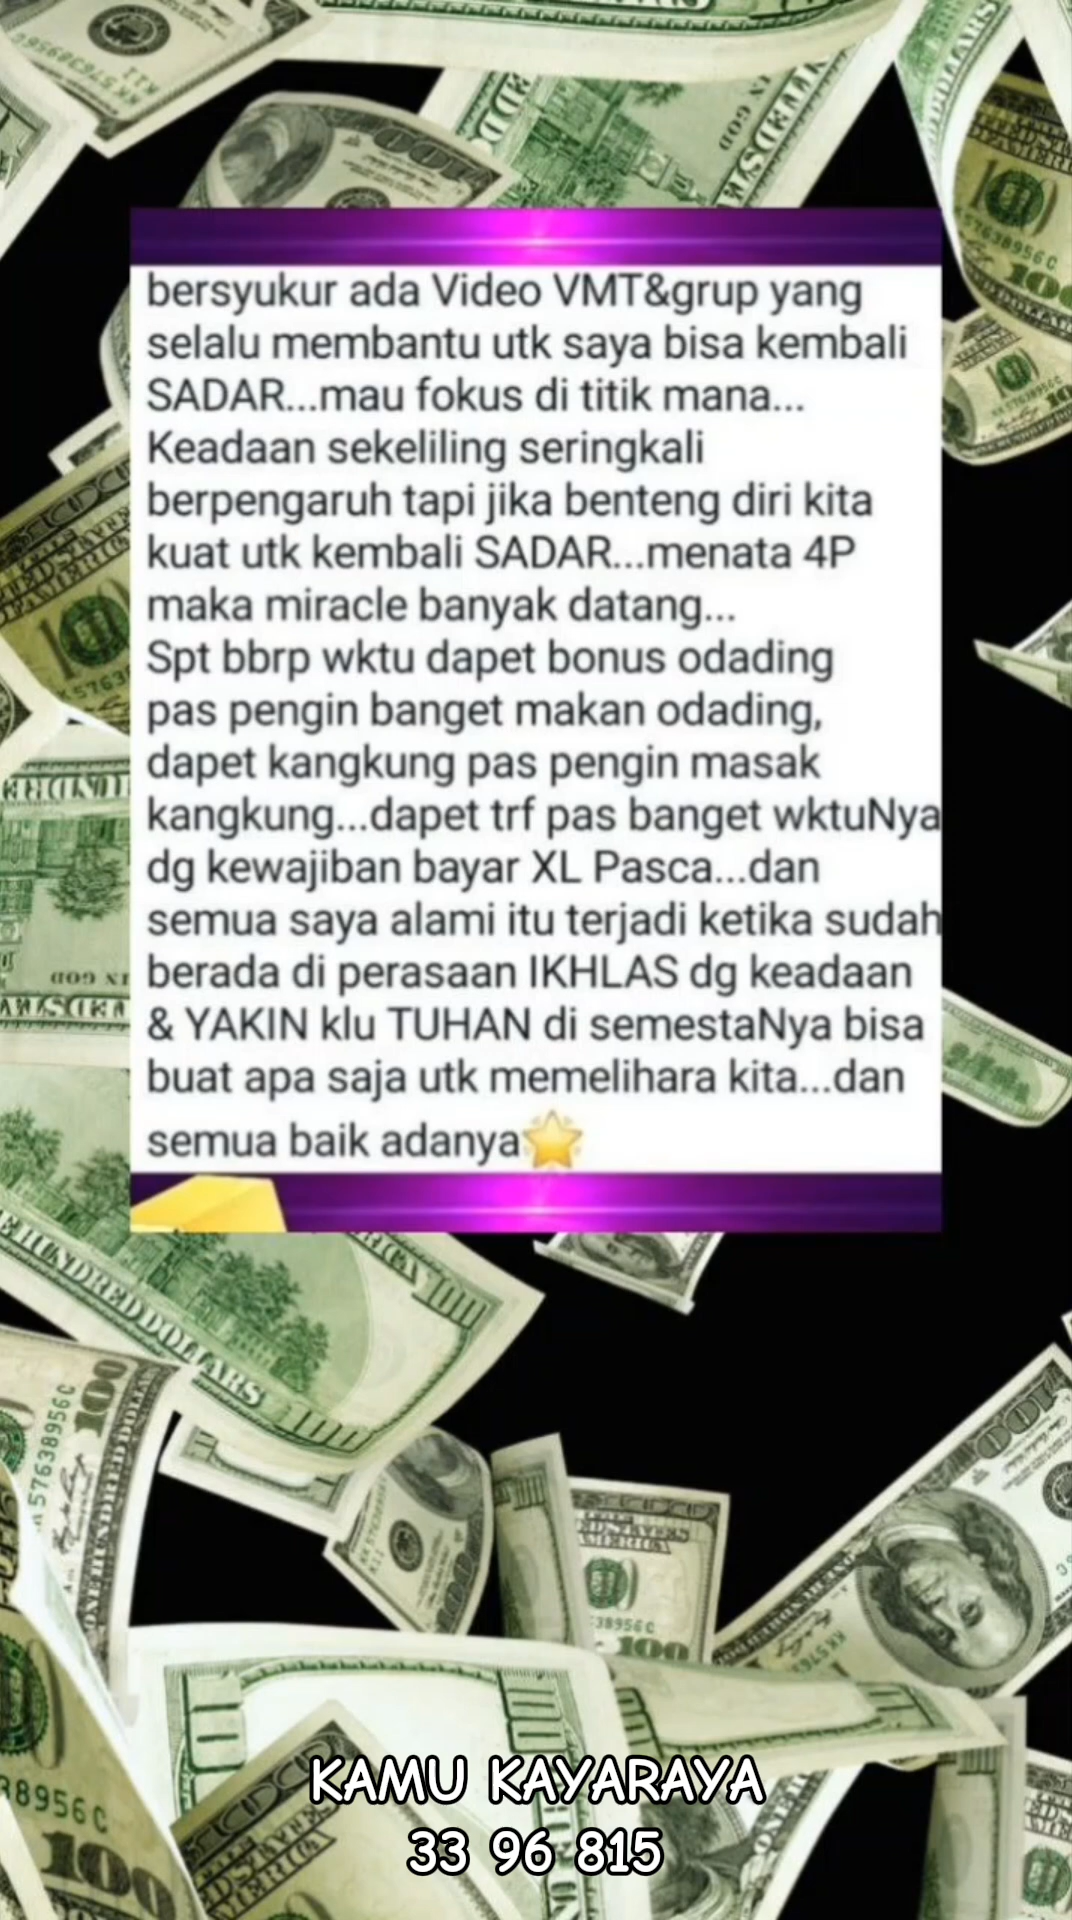 bersyukur ada Video VMT&grup yang
selalu membantu utk saya bisa kembali
SADAR...mau fokus di titik mana...
Keadaan sekeliling seringkali
berpengaruh tapi jika benteng diri kita
kuat utk kembali SADAR...menata 4P
maka miracle banyak datang...
Spt bbrp wktu dapet bonus odading
pas pengin banget makan odading,
dapet kangkung pas pengin masak
kangkung...dapet trf pas banget wktuNya
dg kewajiban bayar XL Pasca...dan
semua saya alami itu terjadi ketika sudah
berada di perasaan IKHLAS dg keadaan
& YAKIN klu TUHAN di semestaNya bisa
buat apa saja utk memelihara kita...dan
semua baik adanya🌟
KAMU KAYARAYA
33 96 815